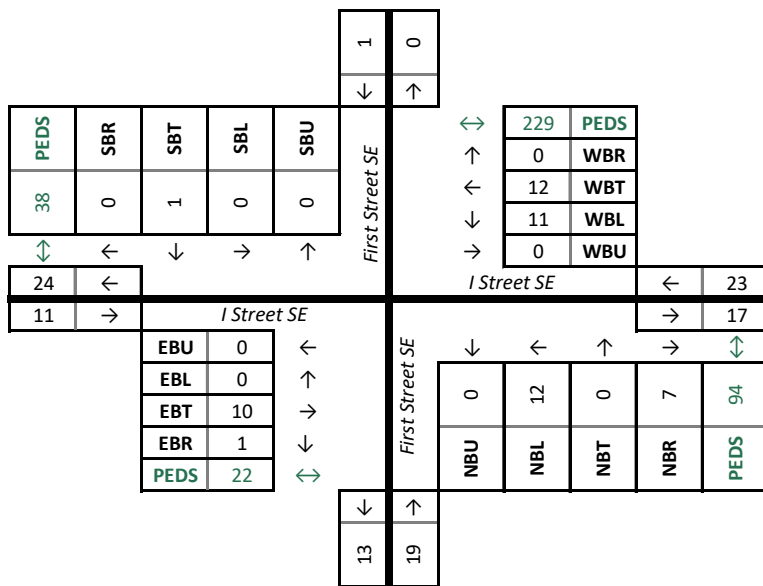 1 0
↓ ↑
PEDS SBR SBT SBL SBU
38 0 1 0 0
↕ ← ↓ → ↑
First Street SE
↔ 229 PEDS
↑ 0 WBR
← 12 WBT
↓ 11 WBL
→ 0 WBU
24 ←
11 →
I Street SE
← 23
→ 17
I Street SE
EBU 0 ←
EBL 0 ↑
EBT 10 →
EBR 1 ↓
PEDS 22 ↔
First Street SE
↓ ← ↑ → ↕
0 12 0 7 94
NBU NBL NBT NBR PEDS
↓ ↑
13 19